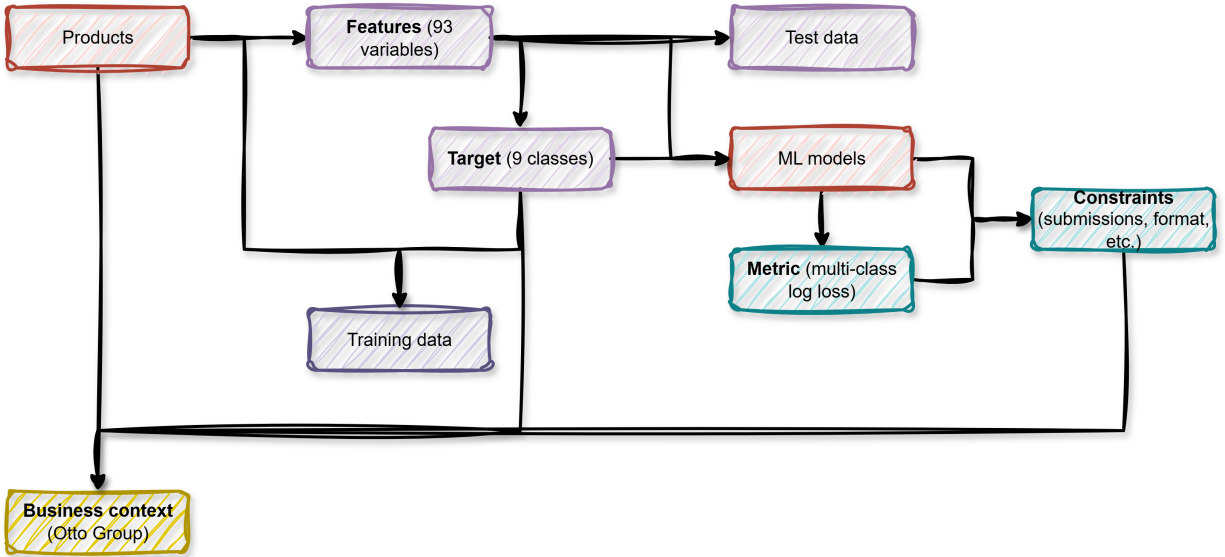 Products
Features (93
variables)
Test data
Target (9 classes)
ML models
Constraints
(submissions, format,
etc.)
Metric (multi-class
log loss)
Training data
Business context
(Otto Group)